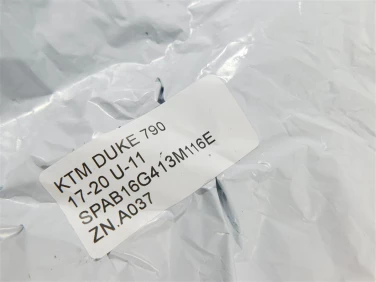 KTM DUKE 790
17-20 U-11
SPAB16G413M116E
ZN.A037